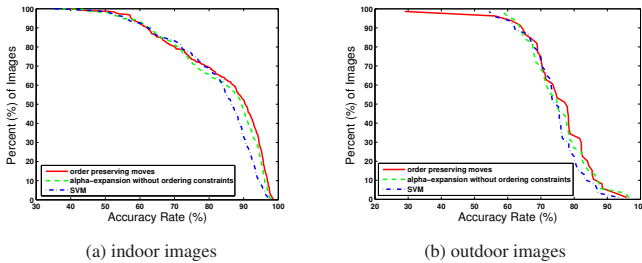 Percent (%) of Images
100
90
80
70
60
50
40
30
20
10
0
order preserving moves
alpha−expansion without ordering constraints
SVM
30 40 50 60 70 80 90 100
Accuracy Rate (%)
(a) indoor images
Percent (%) of Images
100
90
80
70
60
50
40
30
20
10
0
order preserving moves
alpha−expansion without ordering constraints
SVM
20 30 40 50 60 70 80 90 100
Accuracy Rate (%)
(b) outdoor images